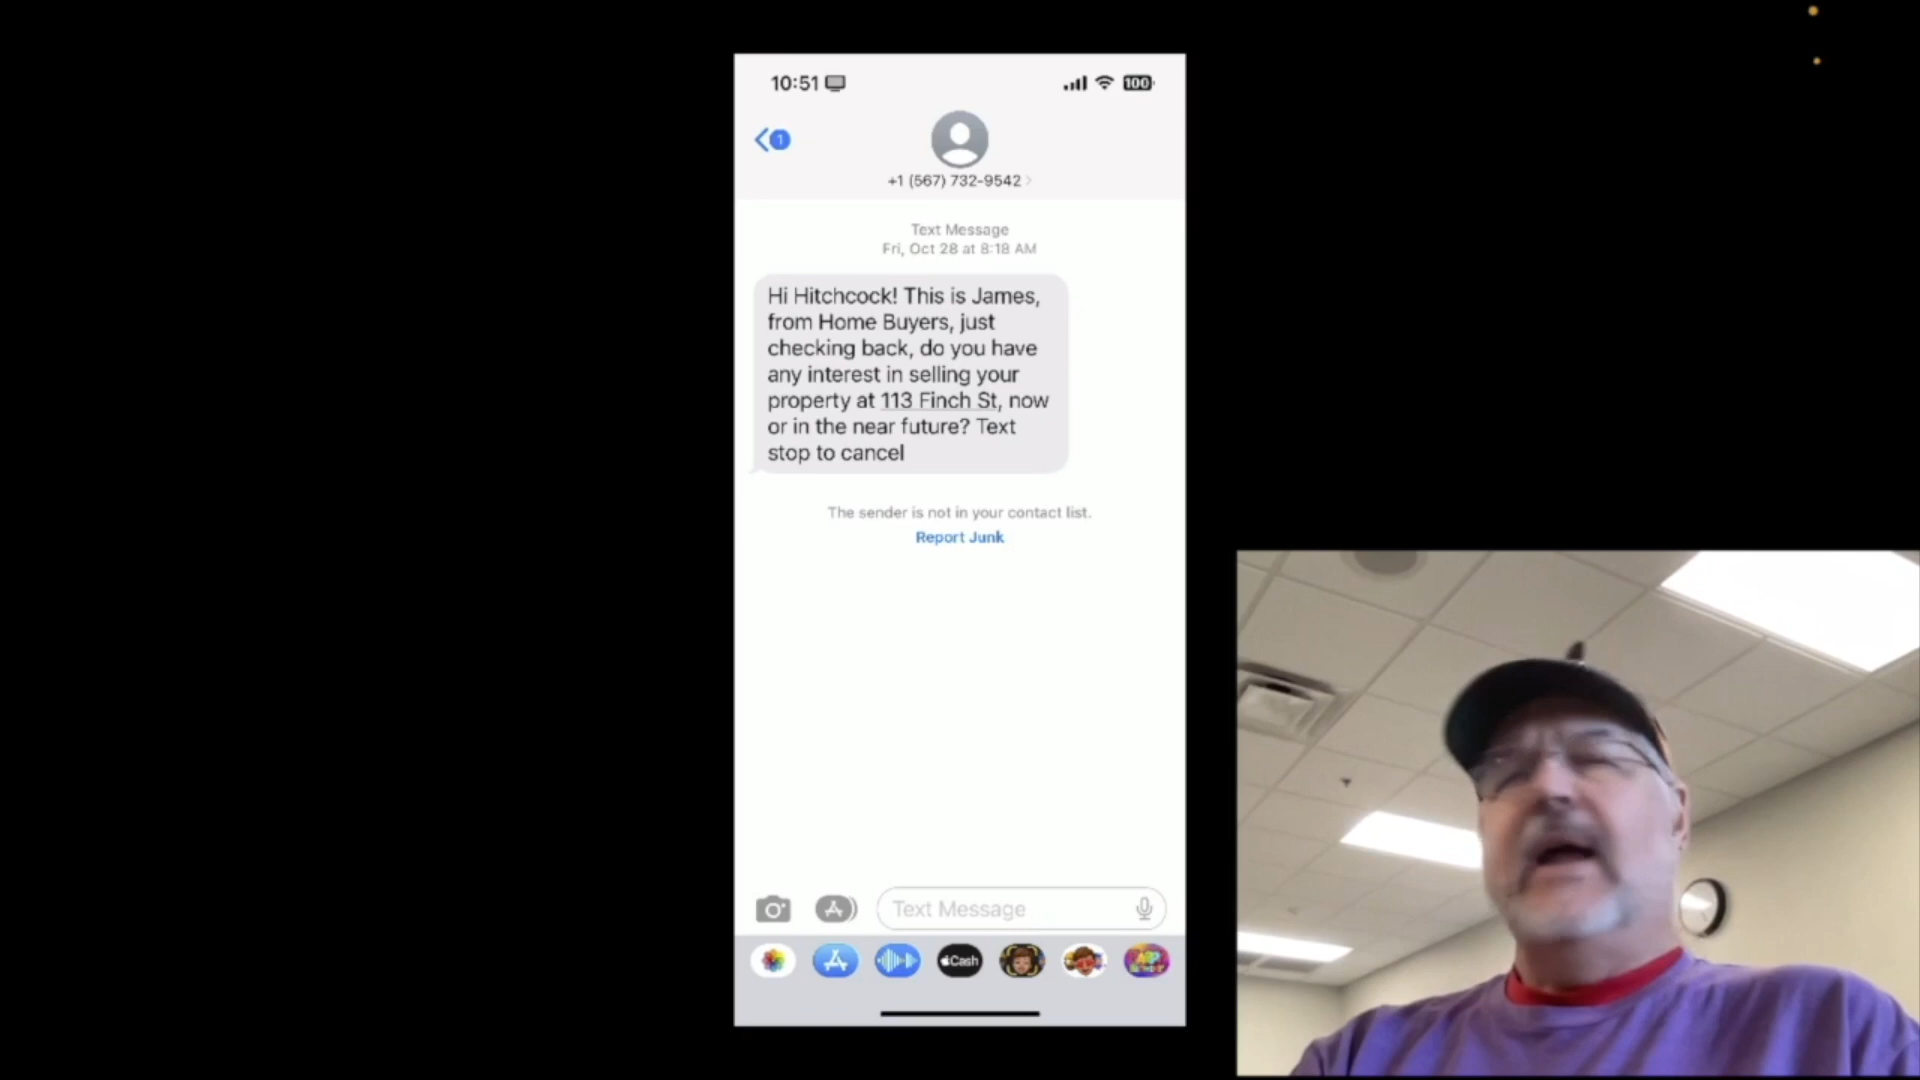 10:51
100
1
+1 (567) 732-9542
Text Message
Fri, Oct 28 at 8:18 AM
Hi Hitchcock! This is James,
from Home Buyers, just
checking back, do you have
any interest in selling your
property at 113 Finch St, now
or in the near future? Text
stop to cancel
The sender is not in your contact list.
Report Junk
Text Message
Cash